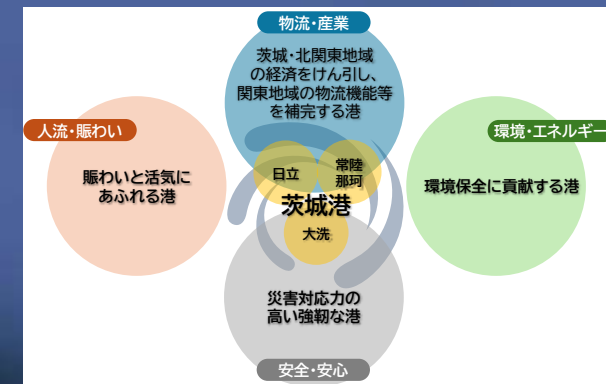 物流・産業
茨城・北関東地域
の経済をけん引し、
関東地域の物流機能等
を補完する港
人流・賑わい
賑わいと活気に
あふれる港
環境・エネルギー
環境保全に貢献する港
日立
常陸
那珂
茨城港
大洗
災害対応力の
高い強靭な港
安全・安心